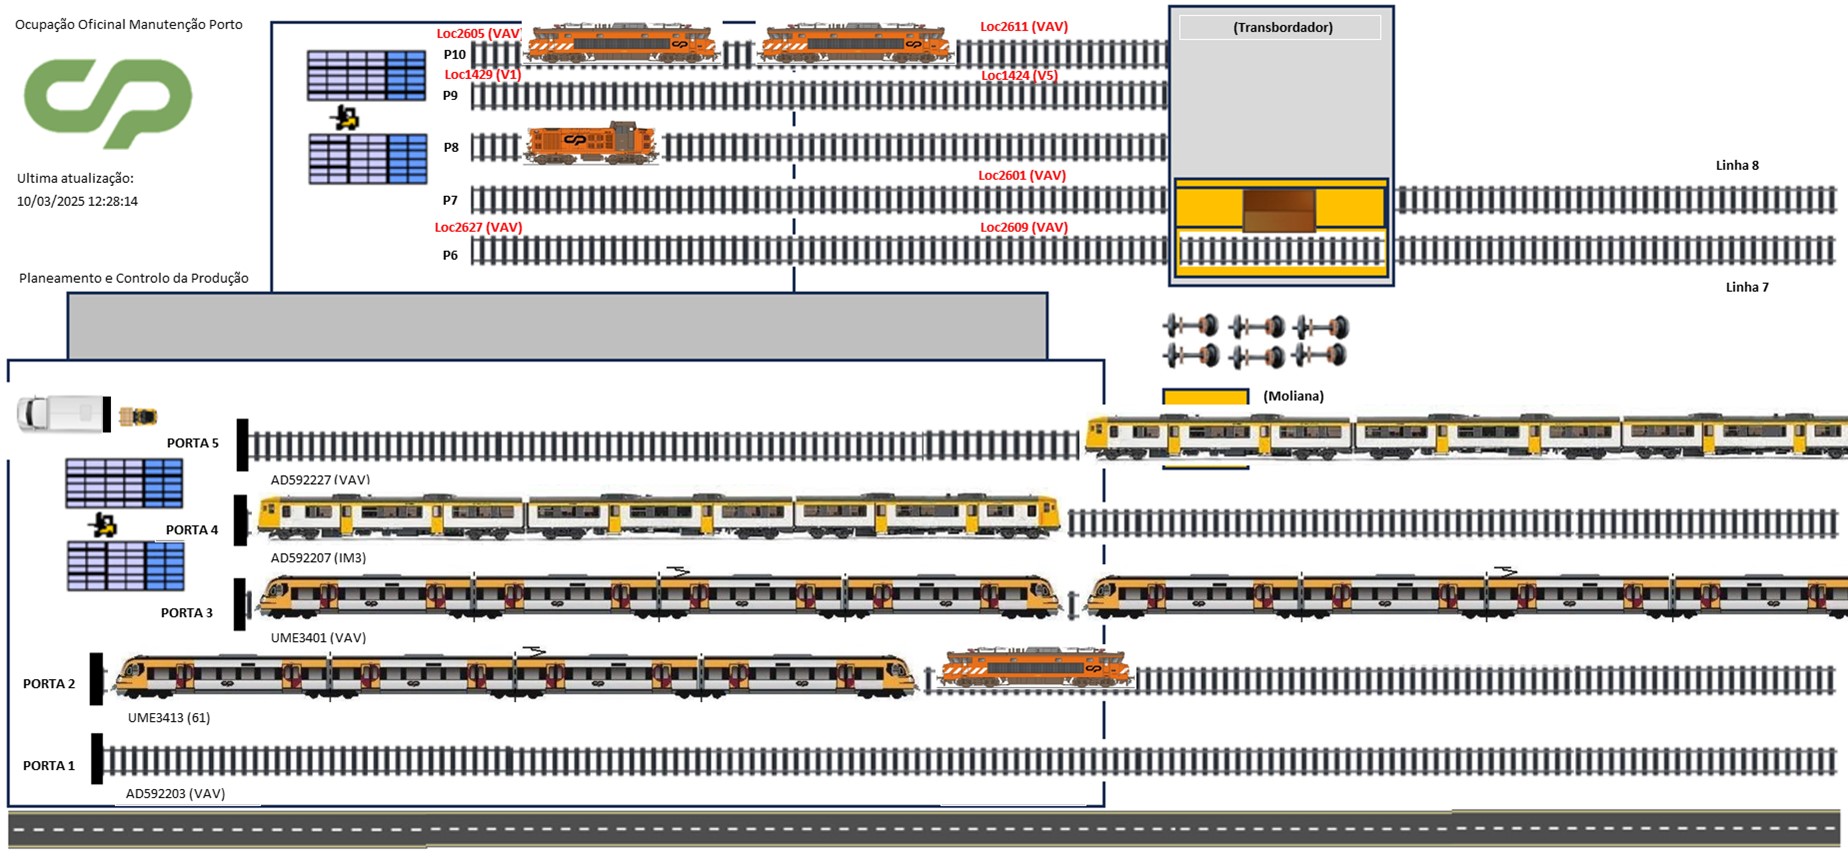 Ocupação Oficinal Manutenção Porto
Loc2605 (VAV)
Loc2611 (VAV)
(Transbordador)
P10
Loc1429 (V1)
Loc1424 (V5)
P9
P8
Linha 8
Ultima atualização:
10/03/2025 12:28:14
Loc2601 (VAV)
P7
Loc2627 (VAV)
Loc2609 (VAV)
P6
Planeamento e Controlo da Produção
Linha 7
(Moliana)
PORTA 5
AD592227 (VAV)
PORTA 4
AD592207 (IM3)
PORTA 3
UME3401 (VAV)
PORTA 2
UME3413 (61)
PORTA 1
AD592203 (VAV)